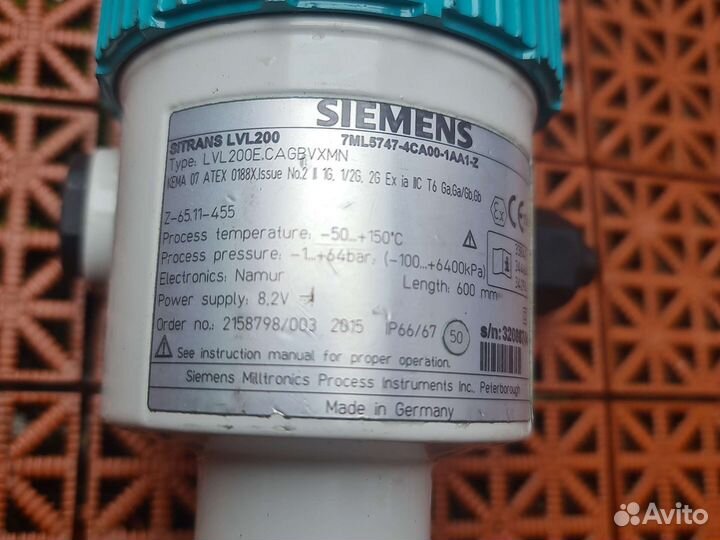 SIEMENS
SITRANS LVL200
7ML5747-4CA00-1AA1-Z
Type: LVL200E.CAGBVXMN
KEMA 07 ATEX 0188X,Issue No.2 II 1G, 1/2G, 2G Ex ia IIC T6 Ga,Ga/Gb,Gb
Z-65.11-455
Process temperature: -50...+150°C
Process pressure: -1...+64bar; (-100...+6400kPa)
Electronics: Namur
Length: 600 mm
Power supply: 8,2V
Order no.: 2158798/003 2015 IP66/67 50
s/n:
See instruction manual for proper operation.
Siemens Milltronics Process Instruments Inc., Peterborough
Made in Germany
Avito